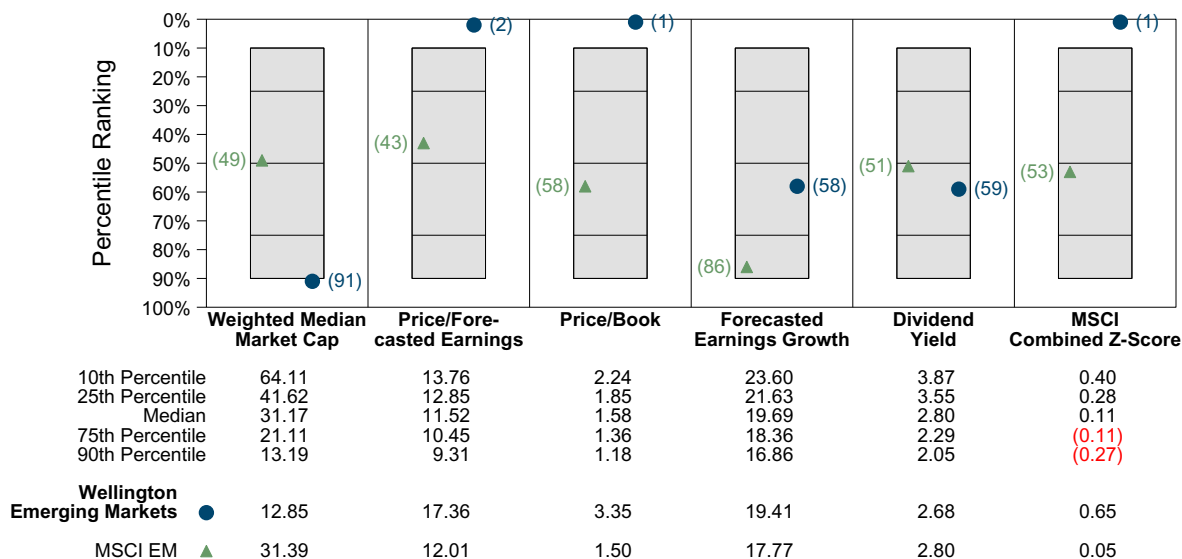 Percentile Ranking
0%
10%
20%
30%
40%
50%
60%
70%
80%
90%
100%
(49)
(91)
(2)
(43)
(1)
(58)
(58)
(86)
(51)
(59)
(1)
(53)
Weighted Median Market Cap
Price/Fore-casted Earnings
Price/Book
Forecasted Earnings Growth
Dividend Yield
MSCI Combined Z-Score
10th Percentile 64.11 13.76 2.24 23.60 3.87 0.40
25th Percentile 41.62 12.85 1.85 21.63 3.55 0.28
Median 31.17 11.52 1.58 19.69 2.80 0.11
75th Percentile 21.11 10.45 1.36 18.36 2.29 (0.11)
90th Percentile 13.19 9.31 1.18 16.86 2.05 (0.27)
Wellington
Emerging Markets 12.85 17.36 3.35 19.41 2.68 0.65
MSCI EM 31.39 12.01 1.50 17.77 2.80 0.05